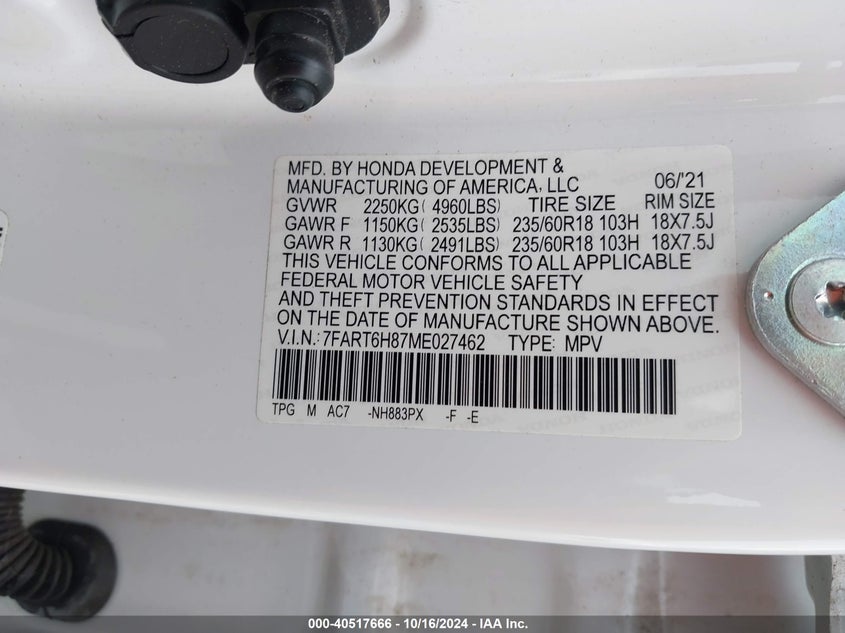 MFD. BY HONDA DEVELOPMENT &
MANUFACTURING OF AMERICA, LLC 06/'21
GVWR 2250KG( 4960LBS) TIRE SIZE RIM SIZE
GAWR F 1150KG( 2535LBS) 235/60R18 103H 18X7.5J
GAWR R 1130KG( 2491LBS) 235/60R18 103H 18X7.5J
THIS VEHICLE CONFORMS TO ALL APPLICABLE
FEDERAL MOTOR VEHICLE SAFETY
AND THEFT PREVENTION STANDARDS IN EFFECT
ON THE DATE OF MANUFACTURE SHOWN ABOVE.
V.I.N.:7FART6H87ME027462 TYPE: MPV
TPG M AC7 -NH883PX -F -E
000-40517666 - 10/16/2024 - IAA Inc.